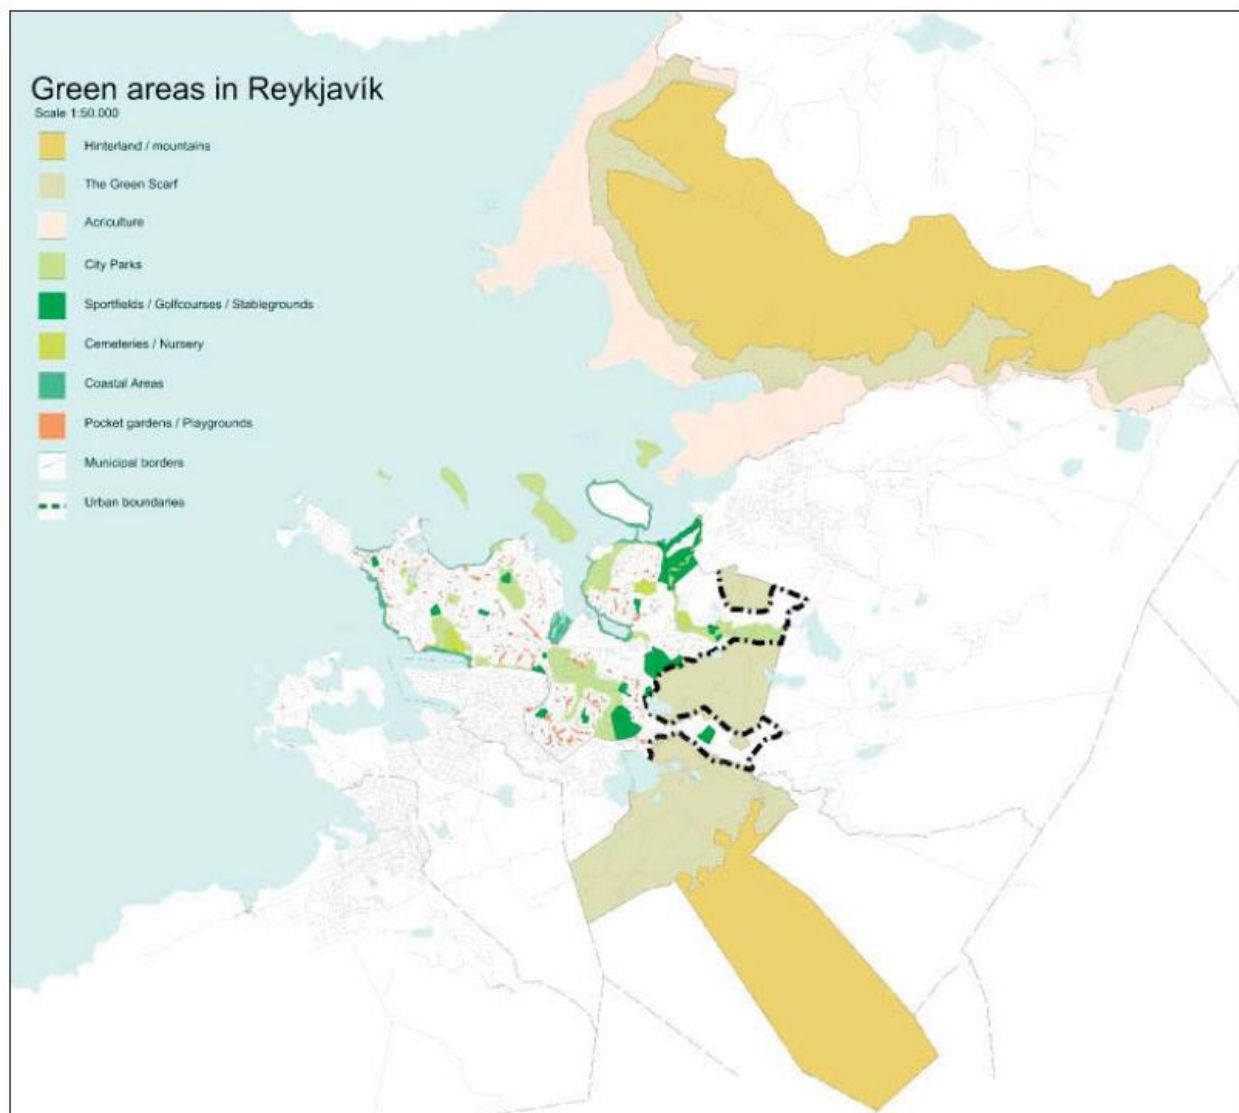 Green areas in Reykjavík
Scale 1:50.000
Hinterland / mountains
The Green Scarf
Acriculture
City Parks
Sportfields / Golfcourses / Stablegrounds
Cemeteries / Nursery
Coastal Areas
Pocket gardens / Playgrounds
Municipal borders
Urban boundaries